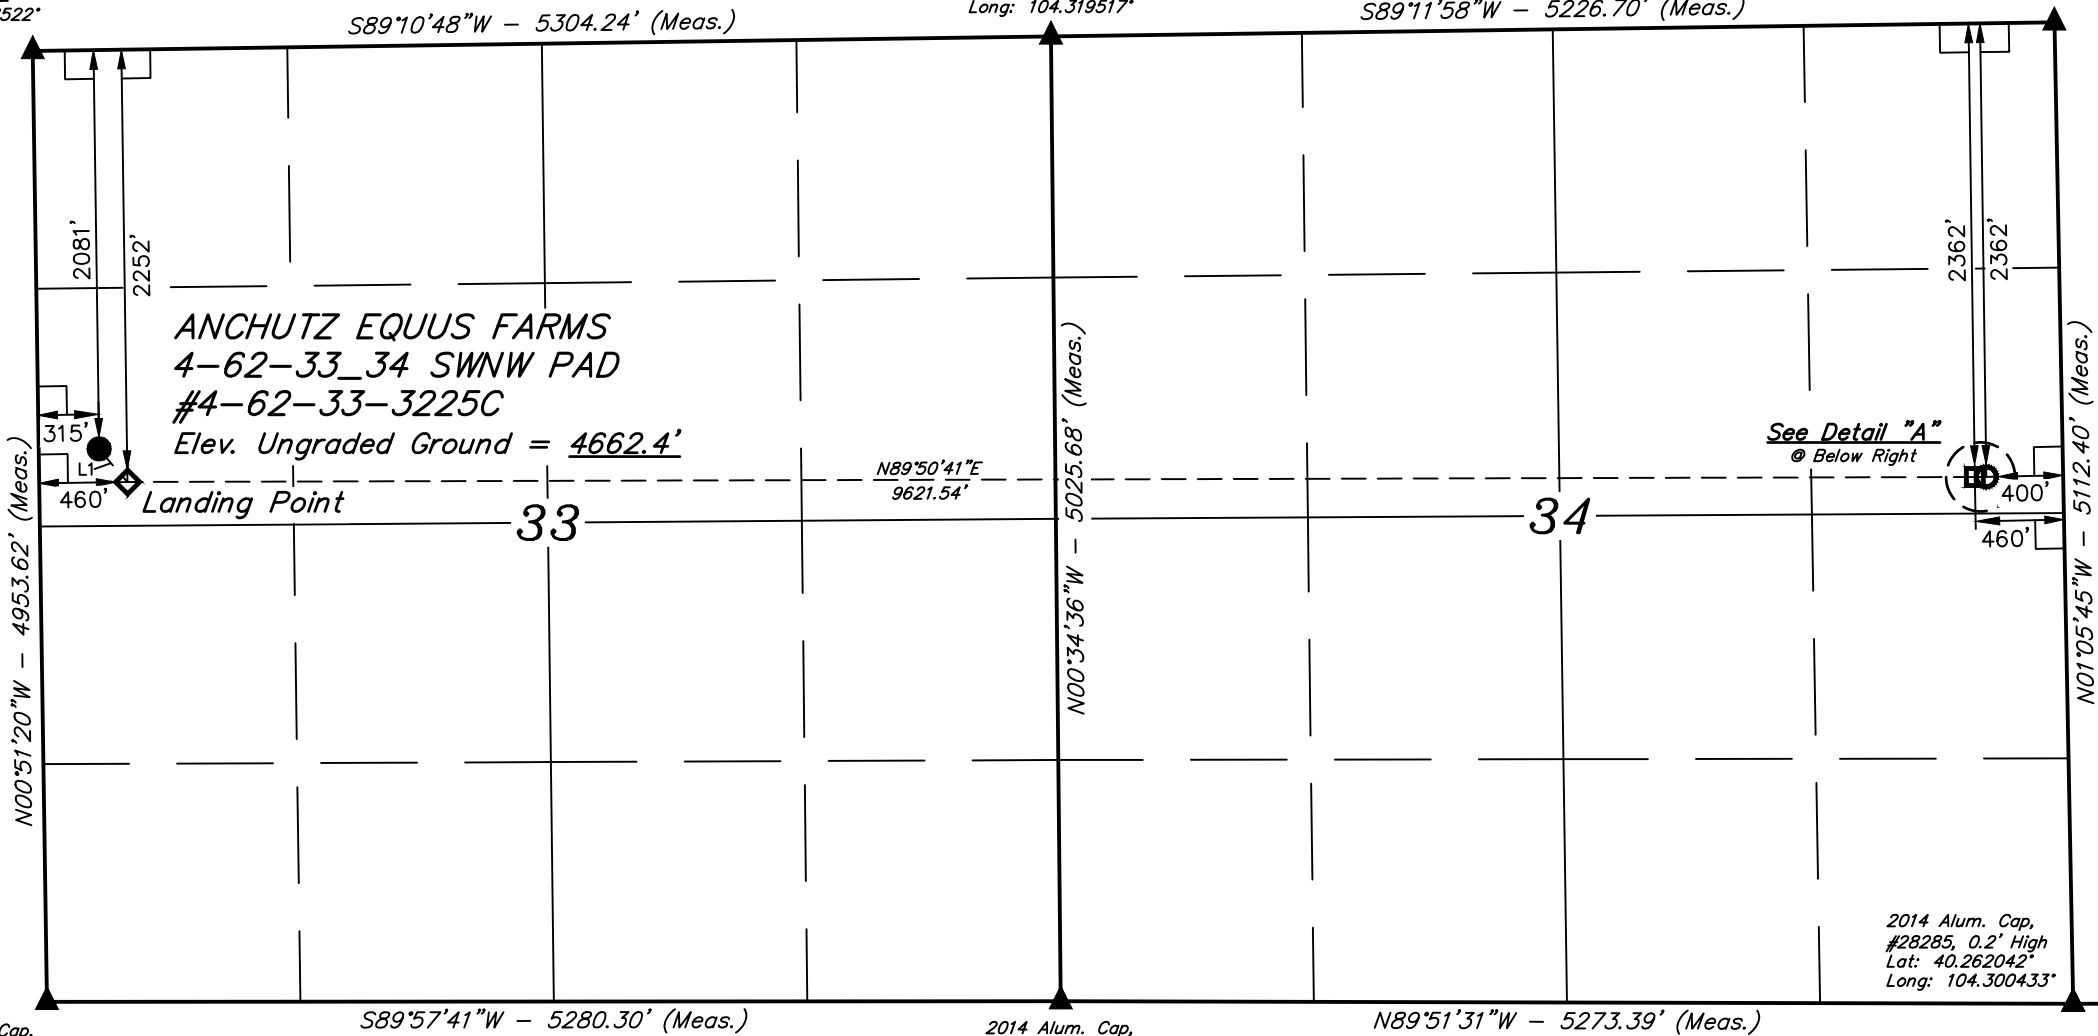 522°
S89°10'48"W - 5304.24' (Meas.)
Long: 104.319517°
S89°11'58"W - 5226.70' (Meas.)
2081'
2252'
2362'
2362'
ANCHUTZ EQUUS FARMS
4-62-33_34 SWNW PAD
#4-62-33-3225C
Elev. Ungraded Ground = 4662.4'
315'
L1
460'
Landing Point
N89°50'41"E
9621.54'
See Detail "A"
@ Below Right
400'
460'
33
34
N00°51'20"W - 4953.62' (Meas.)
N00°34'36"W - 5025.68' (Meas.)
N01°05'45"W - 5112.40' (Meas.)
2014 Alum. Cap,
#28285, 0.2' High
Lat: 40.262042°
Long: 104.300433°
Cap,
S89°57'41"W - 5280.30' (Meas.)
2014 Alum. Cap,
N89°51'31"W - 5273.39' (Meas.)